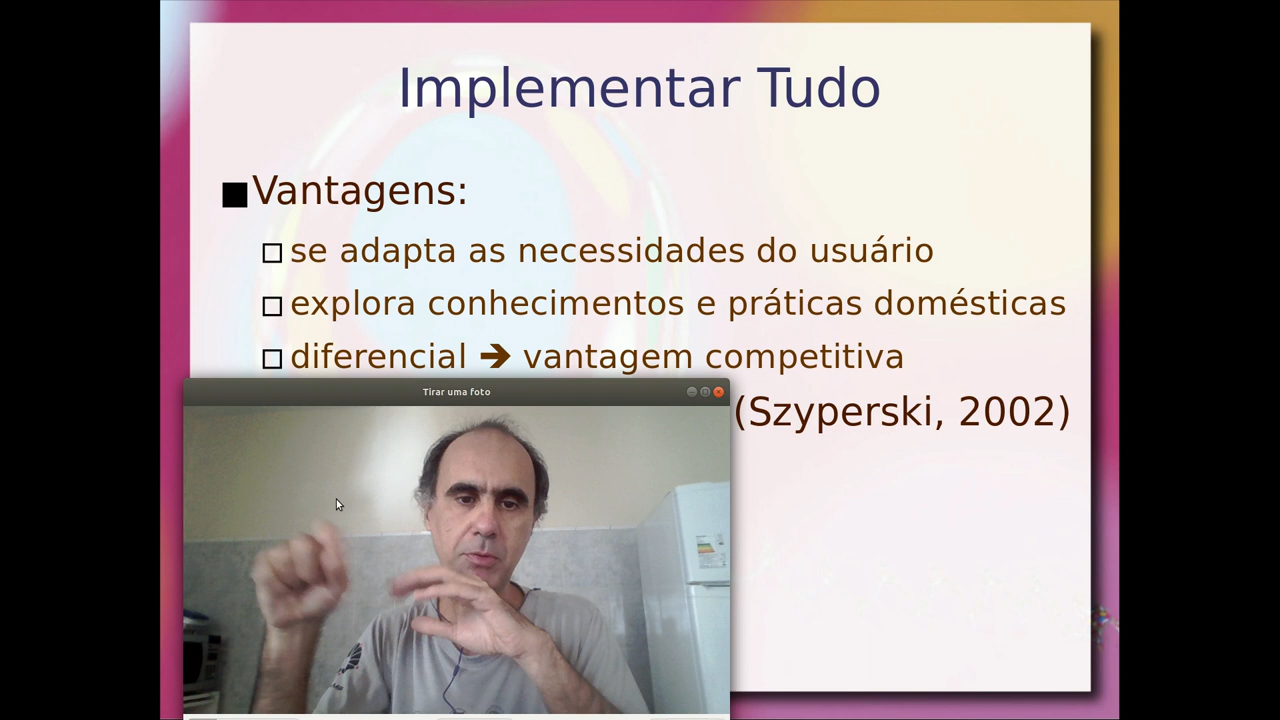 Implementar Tudo
Vantagens:
se adapta as necessidades do usuário
explora conhecimentos e práticas domésticas
diferencial ➔ vantagem competitiva
(Szyperski, 2002)
Tirar uma foto